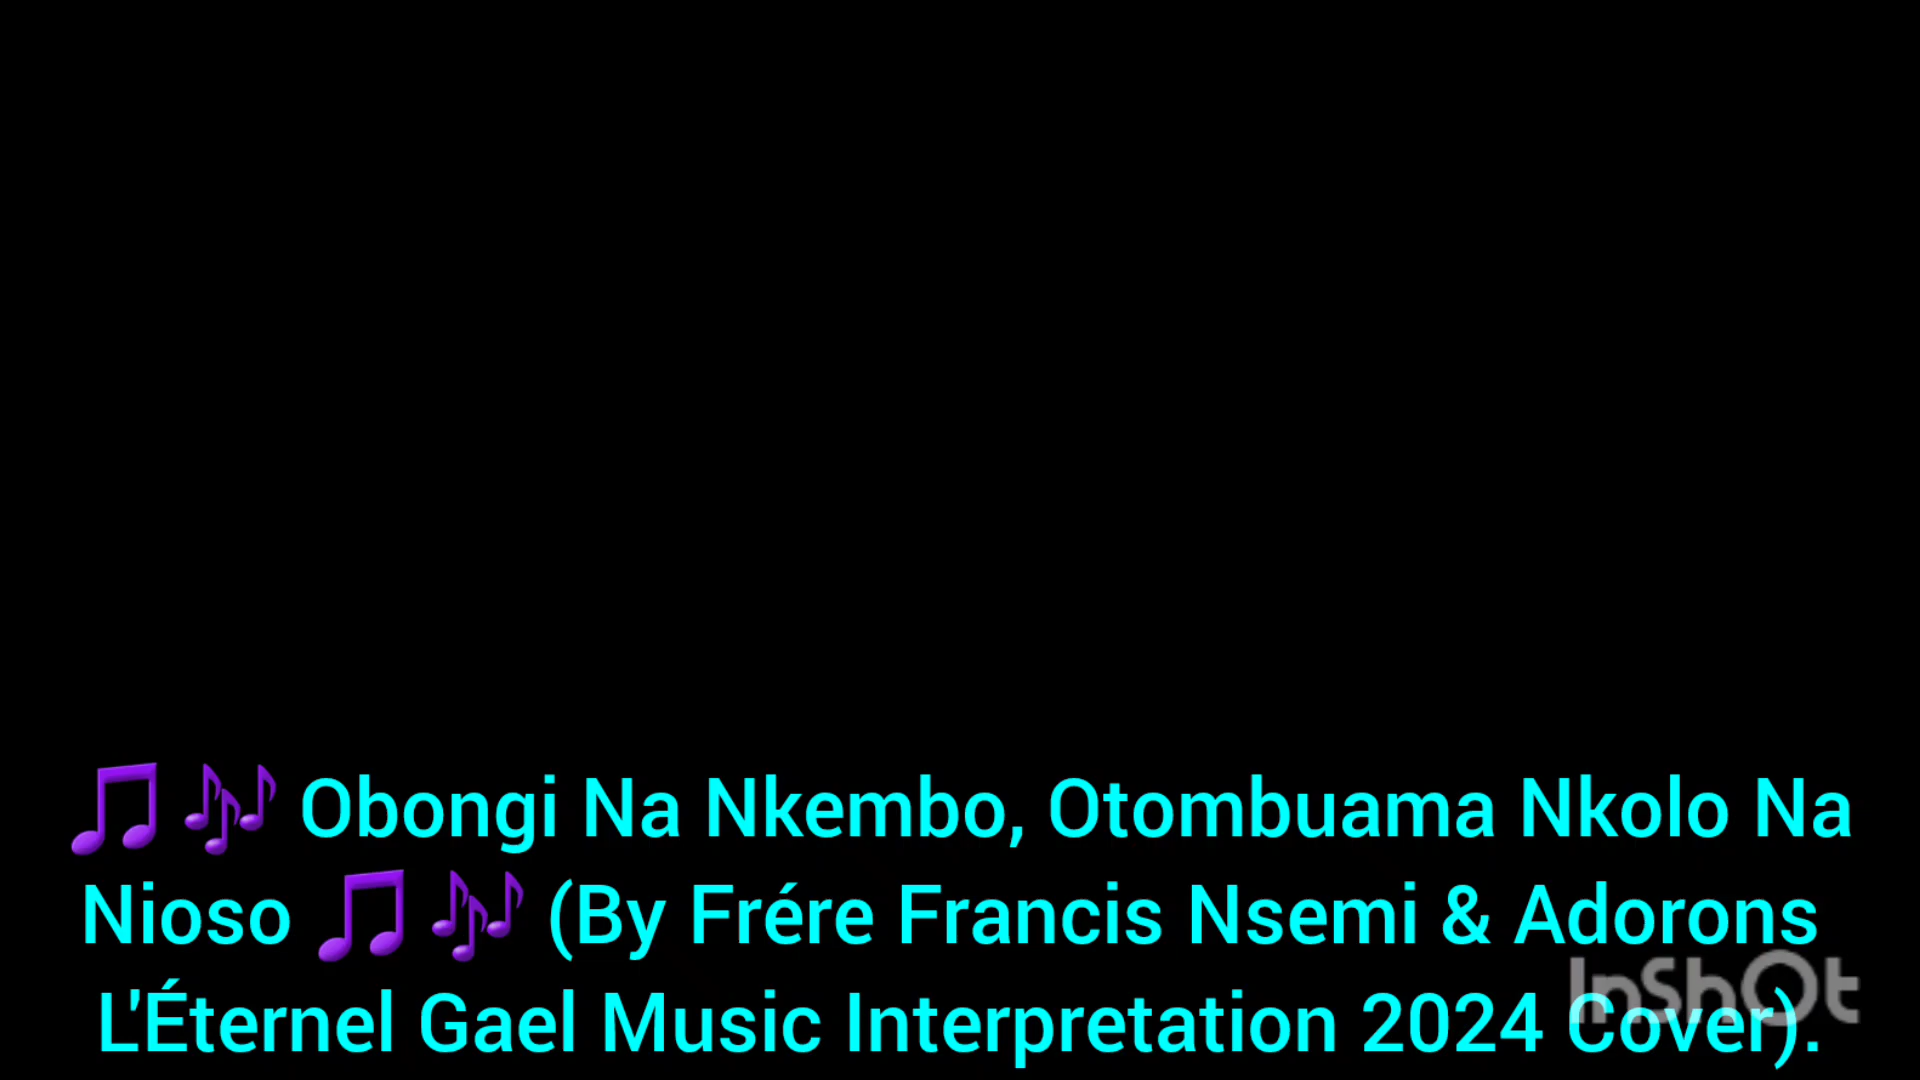 🎵🎶 Obongi Na Nkembo, Otombuama Nkolo Na
Nioso 🎵🎶 (By Frére Francis Nsemi & Adorons
L'Éternel Gael Music Interpretation 2024 Cover).
InShOt